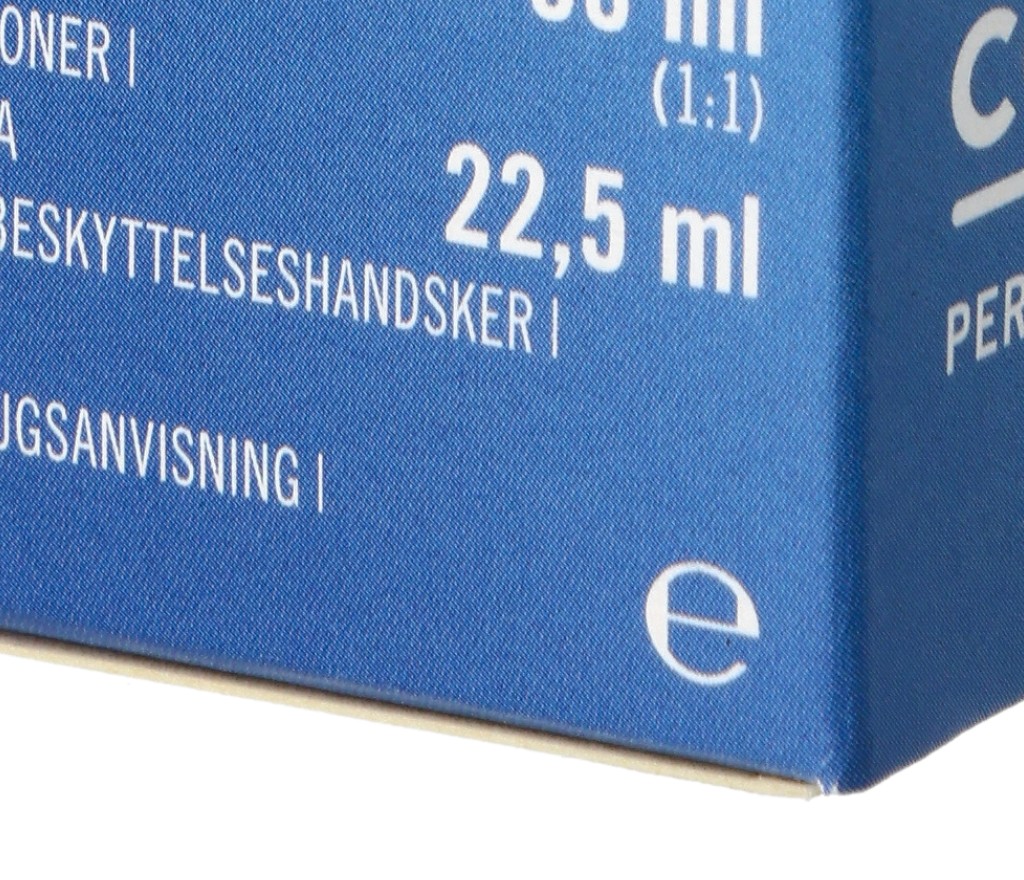 ONER |
(1:1)
22,5 ml
BESKYTTELSESHANDSKER |
UGSANVISNING |
e
PER